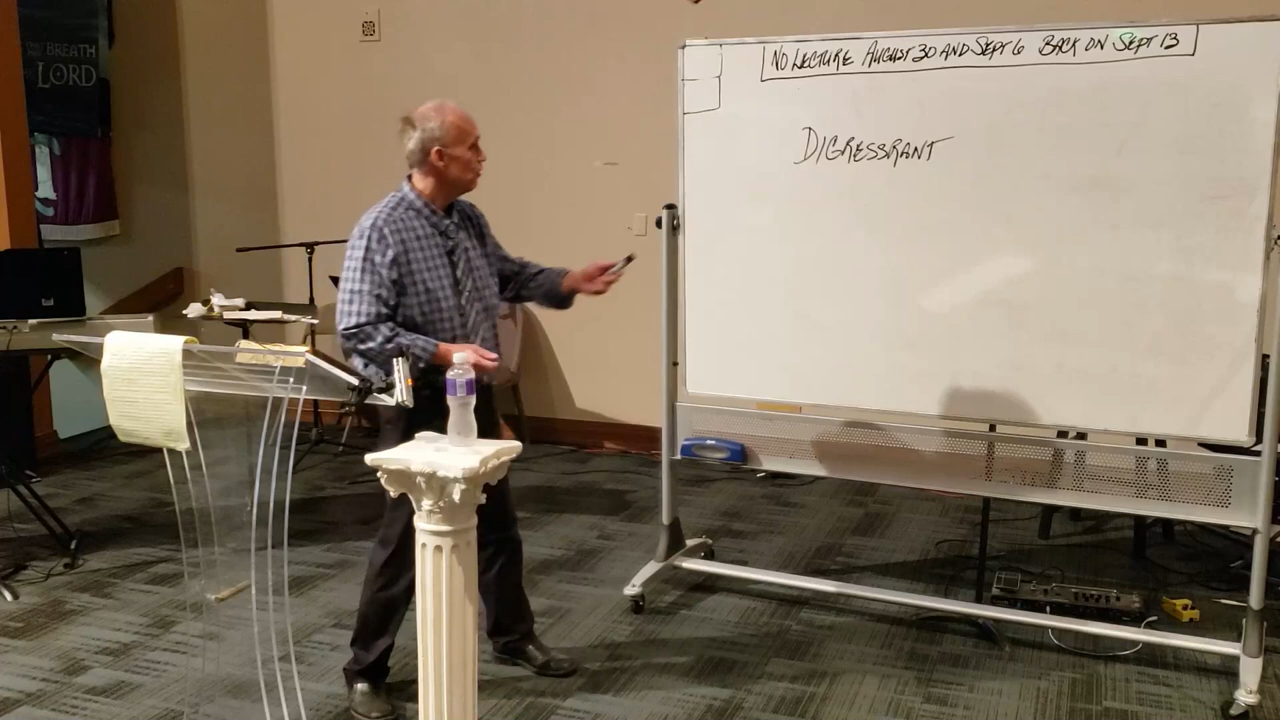 BREATH
LORD
NO LECTURE AUGUST 30 AND SEPT 6 BACK ON SEPT 13
DIGRESSRANT